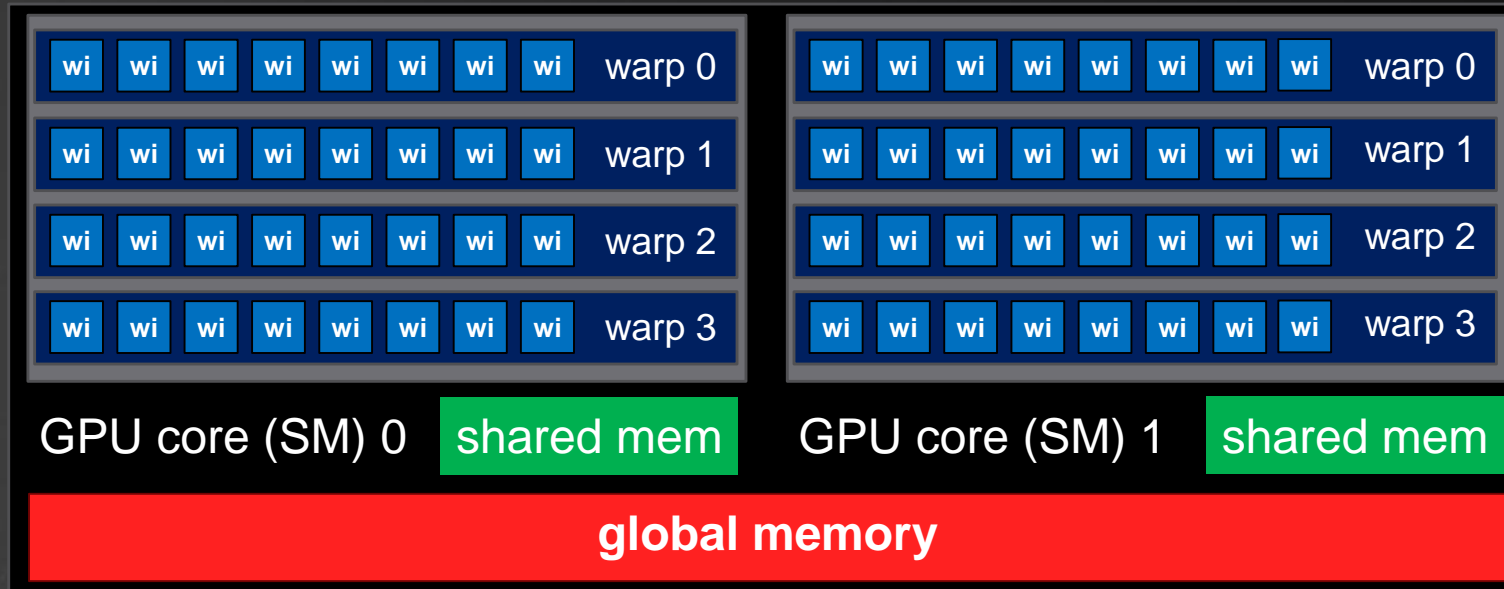 wi wi wi wi wi wi wi wi warp 0
wi wi wi wi wi wi wi wi warp 1
wi wi wi wi wi wi wi wi warp 2
wi wi wi wi wi wi wi wi warp 3
GPU core (SM) 0 shared mem
wi wi wi wi wi wi wi wi warp 0
wi wi wi wi wi wi wi wi warp 1
wi wi wi wi wi wi wi wi warp 2
wi wi wi wi wi wi wi wi warp 3
GPU core (SM) 1 shared mem
global memory